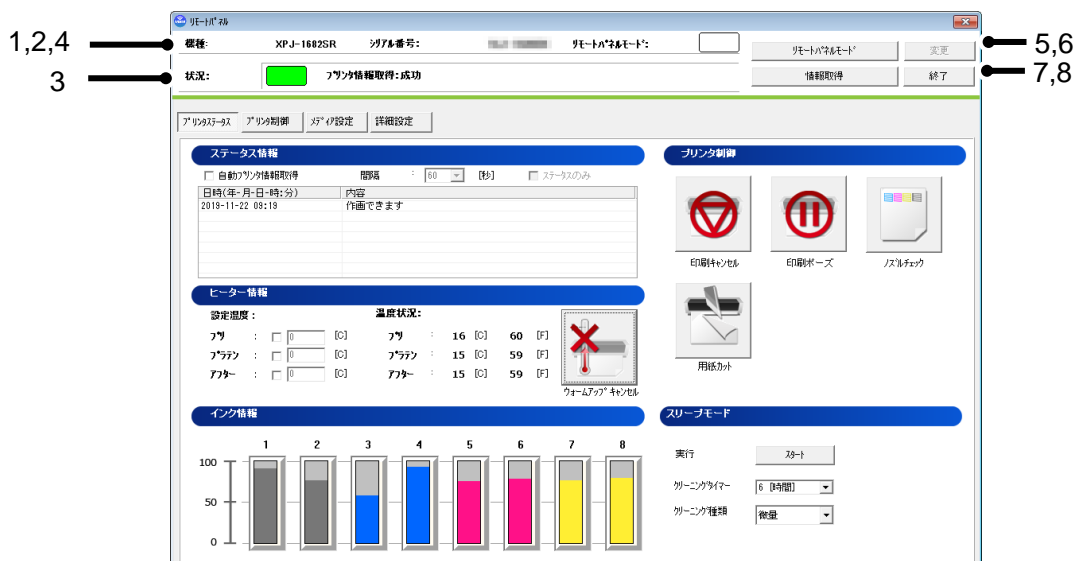 リモートパネル
1,2,4
機種: XPJ-1682SR シリアル番号: リモートパネルモード:
リモートパネルモード 変更
5,6
3
状況: プリンタ情報取得:成功
情報取得 終了
7,8
プリンタステータス プリンタ制御 メディア設定 詳細設定
ステータス情報
自動プリンタ情報取得 間隔 : 60 [秒] ステータスのみ
日時(年-月-日-時:分) 内容
2019-11-22 09:19 作画できます
プリンタ制御
印刷キャンセル 印刷ポーズ ノズルチェック
用紙カット
ヒーター情報
設定温度: 温度状況:
プリ : 0 [C] プリ : 16 [C] 60 [F]
プラテン : 0 [C] プラテン : 15 [C] 59 [F]
アフター : 0 [C] アフター : 15 [C] 59 [F]
ウォームアップ キャンセル
インク情報
1 2 3 4 5 6 7 8
100
50
0
スリープモード
実行 スタート
クリーニングタイマー 6 [時間]
クリーニング種類 微量